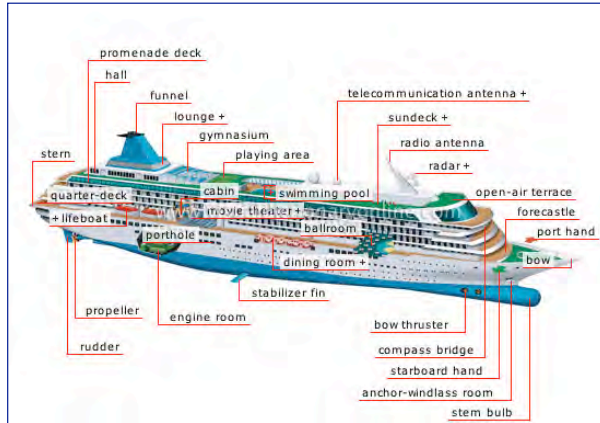 promenade deck
hall
funnel
telecommunication antenna +
lounge +
sundeck +
gymnasium
radio antenna
stern
playing area
radar +
quarter-deck
cabin
swimming pool
open-air terrace
+ lifeboat
movie theater +
forecastle
porthole
ballroom
port hand
dining room +
bow
stabilizer fin
propeller
engine room
bow thruster
rudder
compass bridge
starboard hand
anchor-windlass room
stem bulb